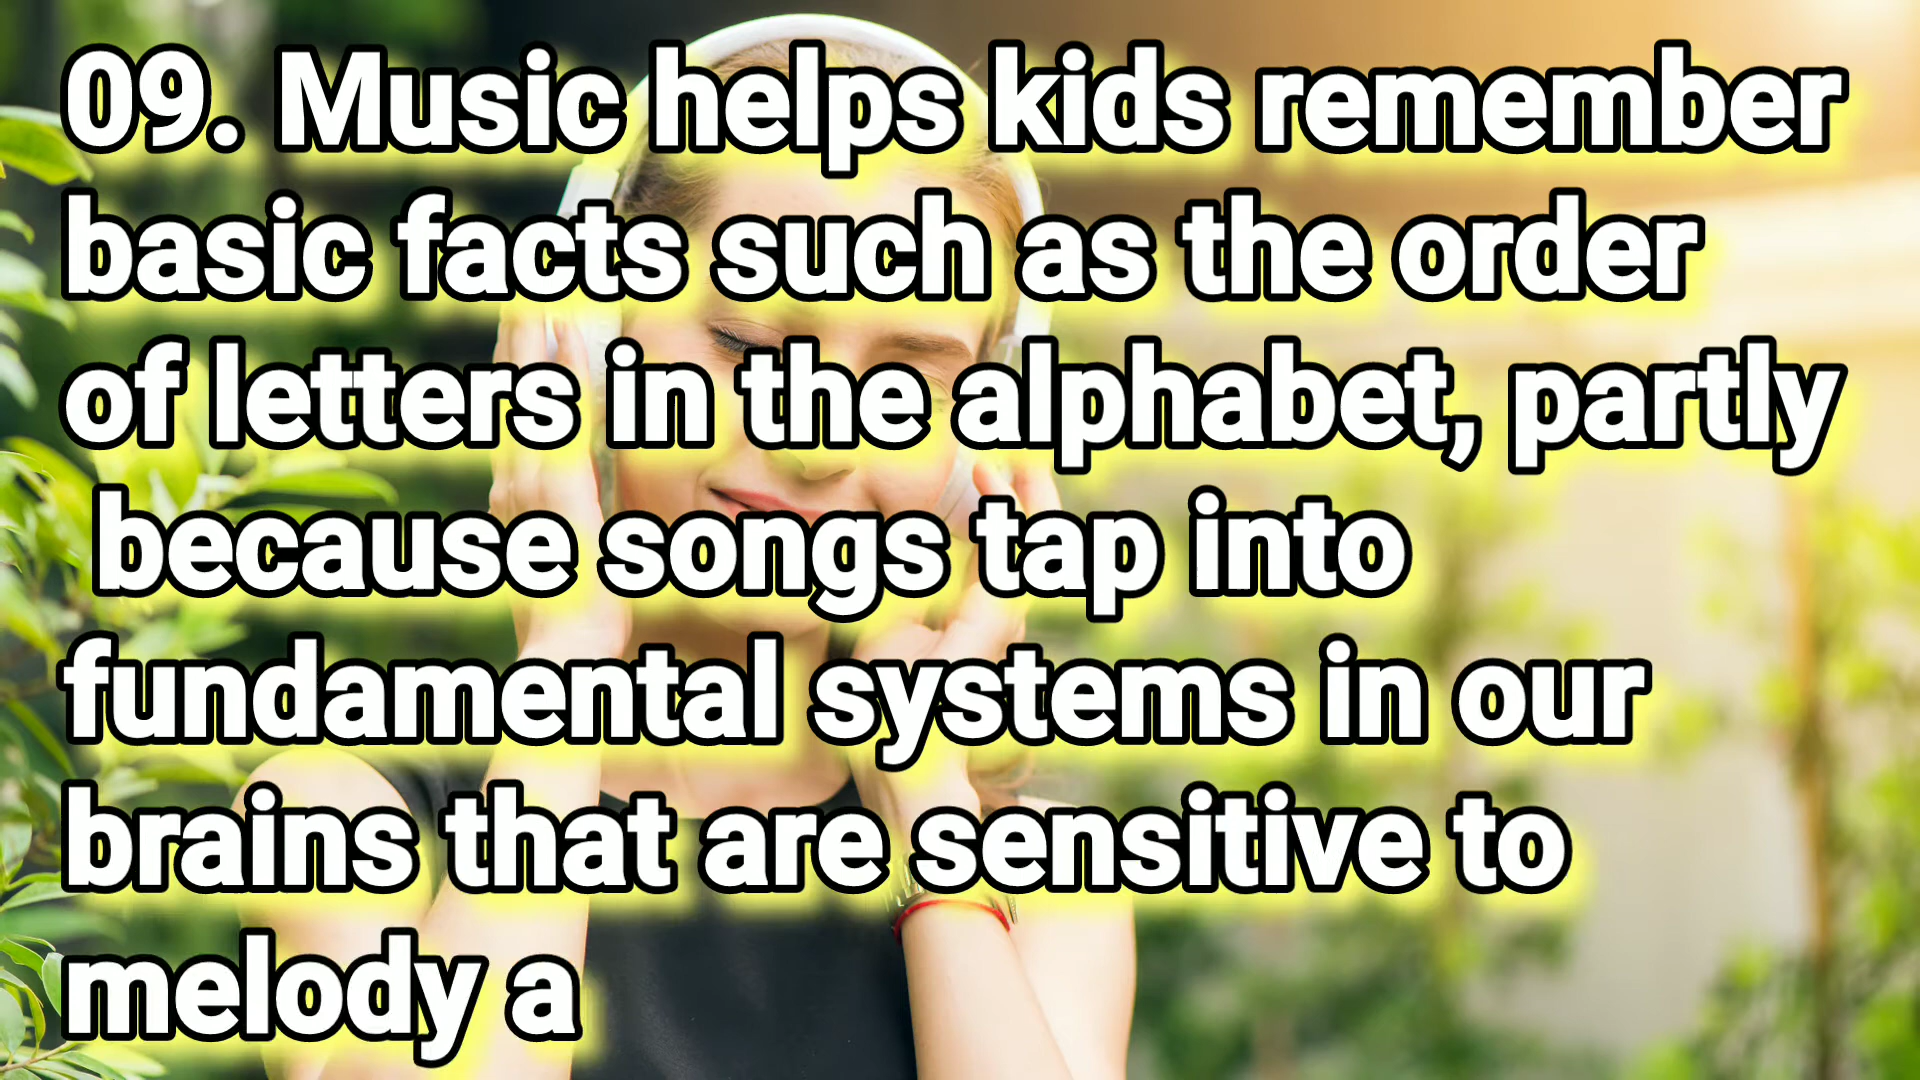 09. Music helps kids remember
basic facts such as the order
of letters in the alphabet, partly
because songs tap into
fundamental systems in our
brains that are sensitive to
melody a